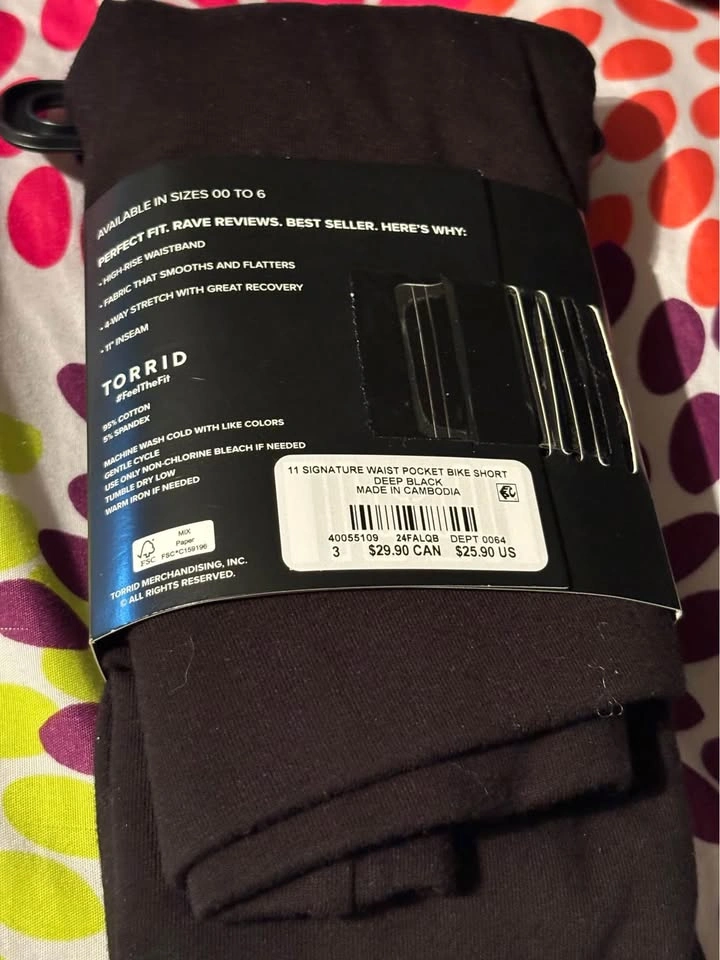 AVAILABLE IN SIZES 00 TO 6
PERFECT FIT. RAVE REVIEWS. BEST SELLER. HERE'S WHY:
- HIGH-RISE WAISTBAND
- FABRIC THAT SMOOTHS AND FLATTERS
- 4-WAY STRETCH WITH GREAT RECOVERY
- 11" INSEAM
TORRID
#FeelTheFit
95% COTTON
5% SPANDEX
MACHINE WASH COLD WITH LIKE COLORS
GENTLE CYCLE
USE ONLY NON-CHLORINE BLEACH IF NEEDED
TUMBLE DRY LOW
WARM IRON IF NEEDED
11 SIGNATURE WAIST POCKET BIKE SHORT
DEEP BLACK
MADE IN CAMBODIA
40055109 24FALQB DEPT 0064
3 $29.90 CAN $25.90 US
FSC
MIX
Paper
FSC® C159196
TORRID MERCHANDISING, INC.
© ALL RIGHTS RESERVED.